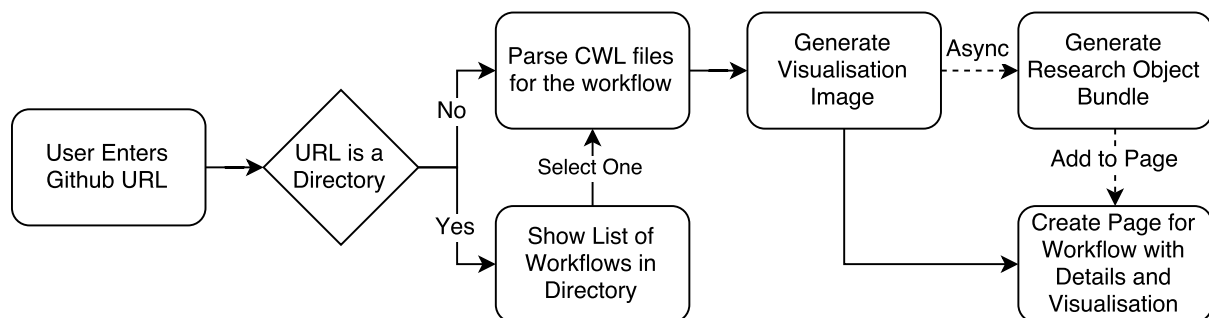 User Enters
Github URL
URL is a
Directory
No
Yes
Parse CWL files
for the workflow
Select One
Show List of
Workflows in
Directory
Generate
Visualisation
Image
Async
Generate
Research Object
Bundle
Add to Page
Create Page for
Workflow with
Details and
Visualisation